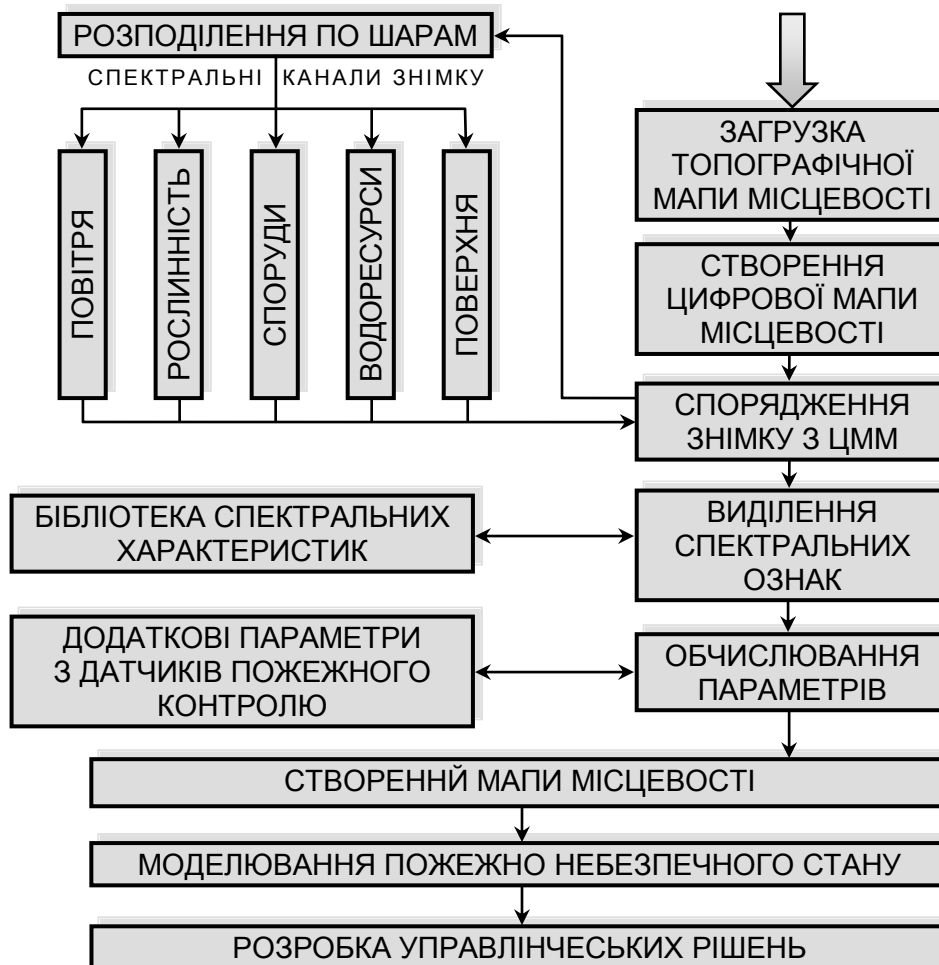 РОЗПОДІЛЕННЯ ПО ШАРАМ
СПЕКТРАЛЬНІ КАНАЛИ ЗНІМКУ
ПОВІТРЯ
РОСЛИННІСТЬ
СПОРУДИ
ВОДОРЕСУРСИ
ПОВЕРХНЯ
ЗАГРУЗКА
ТОПОГРАФІЧНОЇ
МАПИ МІСЦЕВОСТІ
СТВОРЕННЯ
ЦИФРОВОЇ МАПИ
МІСЦЕВОСТІ
СПОРЯДЖЕННЯ
ЗНІМКУ З ЦММ
БІБЛІОТЕКА СПЕКТРАЛЬНИХ
ХАРАКТЕРИСТИК
ВИДІЛЕННЯ
СПЕКТРАЛЬНИХ
ОЗНАК
ДОДАТКОВІ ПАРАМЕТРИ
З ДАТЧИКІВ ПОЖЕЖНОГО
КОНТРОЛЮ
ОБЧИСЛЮВАННЯ
ПАРАМЕТРІВ
СТВОРЕННЙ МАПИ МІСЦЕВОСТІ
МОДЕЛЮВАННЯ ПОЖЕЖНО НЕБЕЗПЕЧНОГО СТАНУ
РОЗРОБКА УПРАВЛІНЧЕСЬКИХ РІШЕНЬ